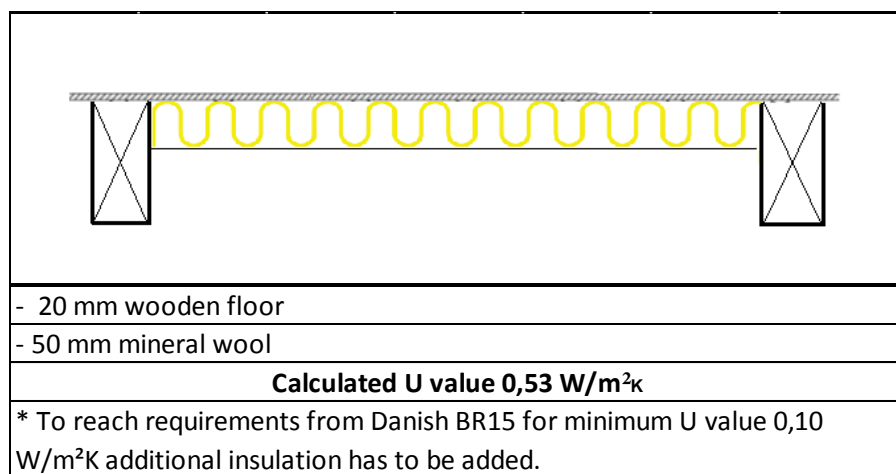 - 20 mm wooden floor
- 50 mm mineral wool
Calculated U value 0,53 W/m²K
* To reach requirements from Danish BR15 for minimum U value 0,10
W/m²K additional insulation has to be added.